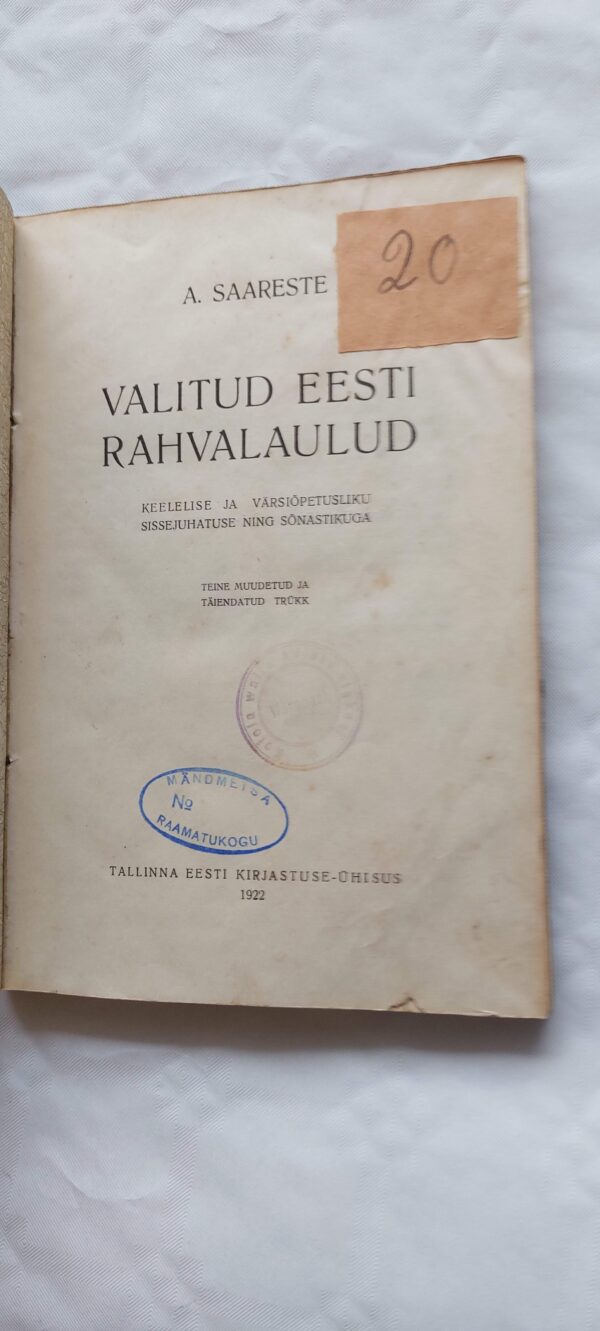 20
A. SAARESTE
VALITUD EESTI
RAHVALAULUD
KEELELISE JA VÄRSIÕPETUSLIKU
SISSEJUHATUSE NING SÕNASTIKUGA
TEINE MUUDETUD JA
TÄIENDATUD TRÜKK
MÄNDMETSA
№
RAAMATUKOGU
TALLINNA EESTI KIRJASTUSE-ÜHISUS
1922